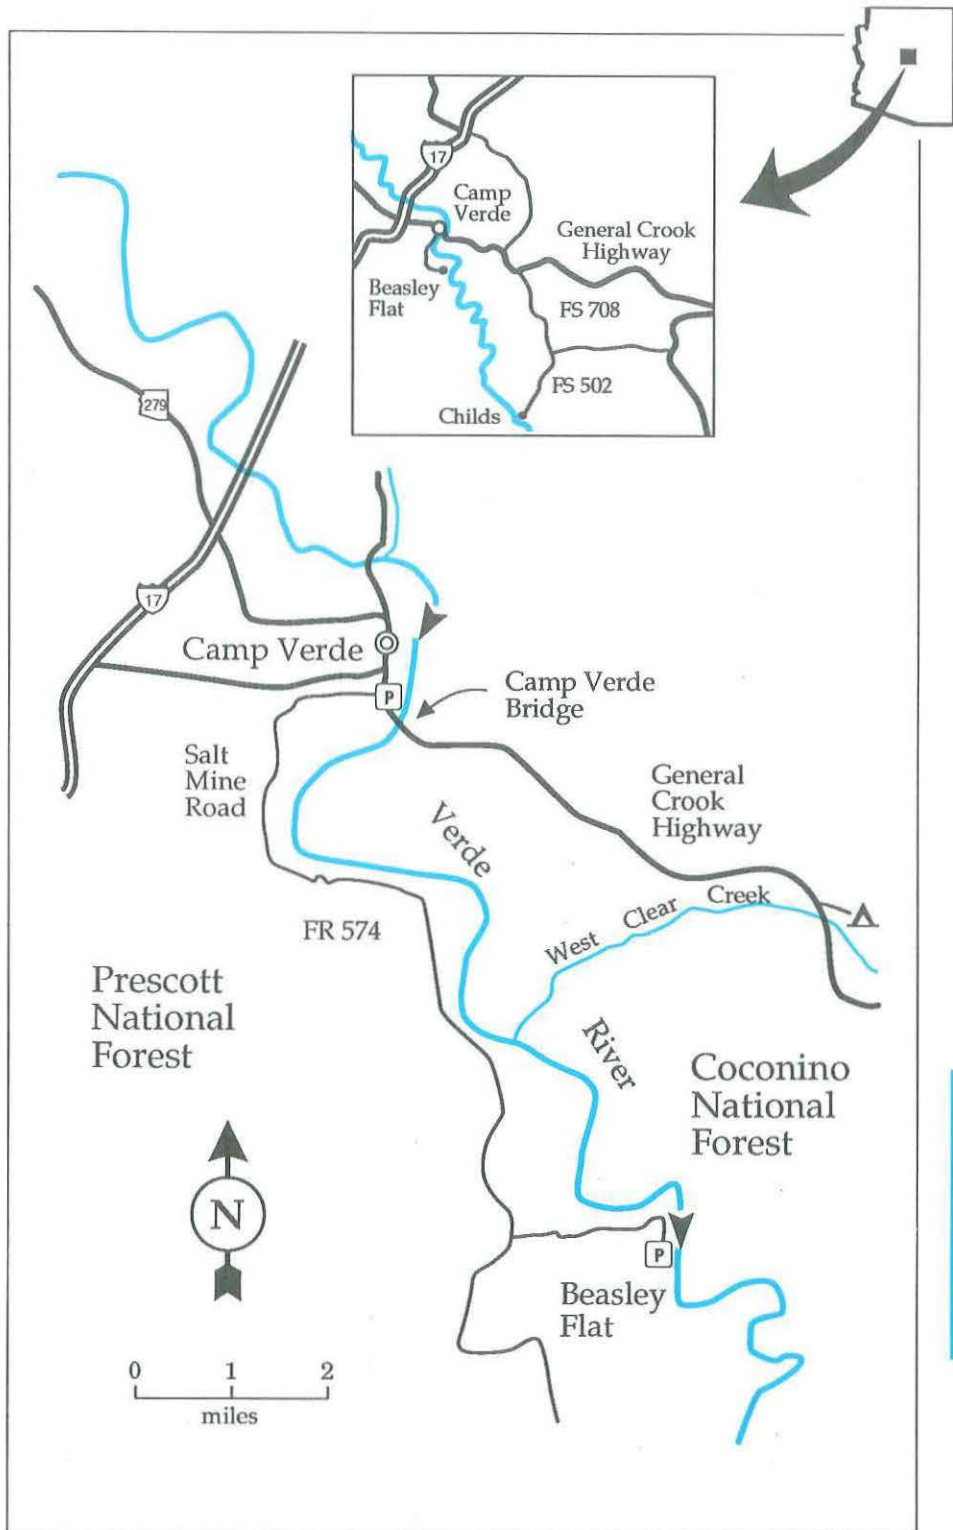 17
Camp
Verde
General Crook
Highway
Beasley
Flat
FS 708
FS 502
Childs
279
17
Camp Verde
P
Camp Verde
Bridge
Salt
Mine
Road
General
Crook
Highway
Verde
West Clear Creek
FR 574
Prescott
National
Forest
River
Coconino
National
Forest
N
P
Beasley
Flat
0 1 2
miles